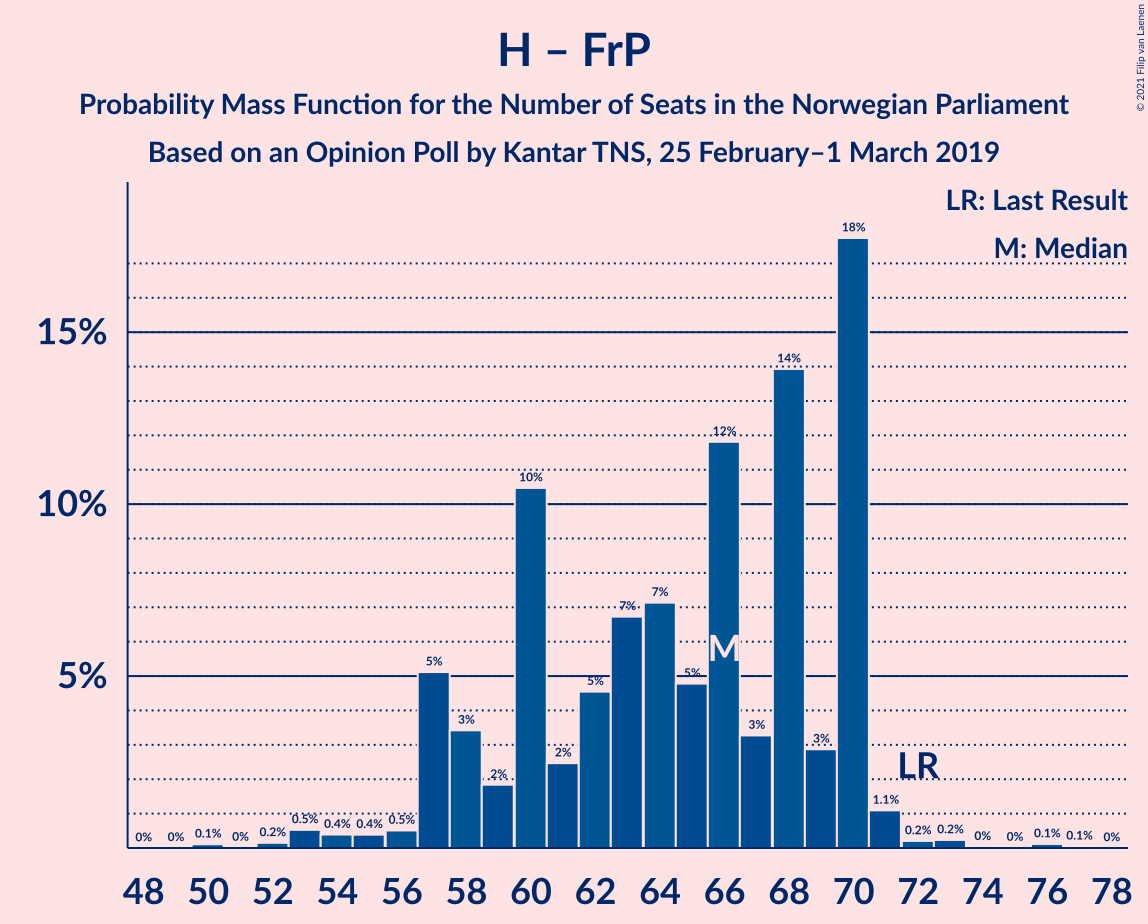 H – FrP
Probability Mass Function for the Number of Seats in the Norwegian Parliament
Based on an Opinion Poll by Kantar TNS, 25 February–1 March 2019
© 2021 Filip van Laenen
LR: Last Result
M: Median
15%
10%
5%
0% 0% 0.1% 0% 0.2% 0.5% 0.4% 0.4% 0.5% 5% 3% 2% 10% 2% 5% 7% 7% 5% 12% 3% 14% 3% 18% 1.1% 0.2% 0.2% 0% 0% 0.1% 0.1% 0%
M
LR
48 50 52 54 56 58 60 62 64 66 68 70 72 74 76 78